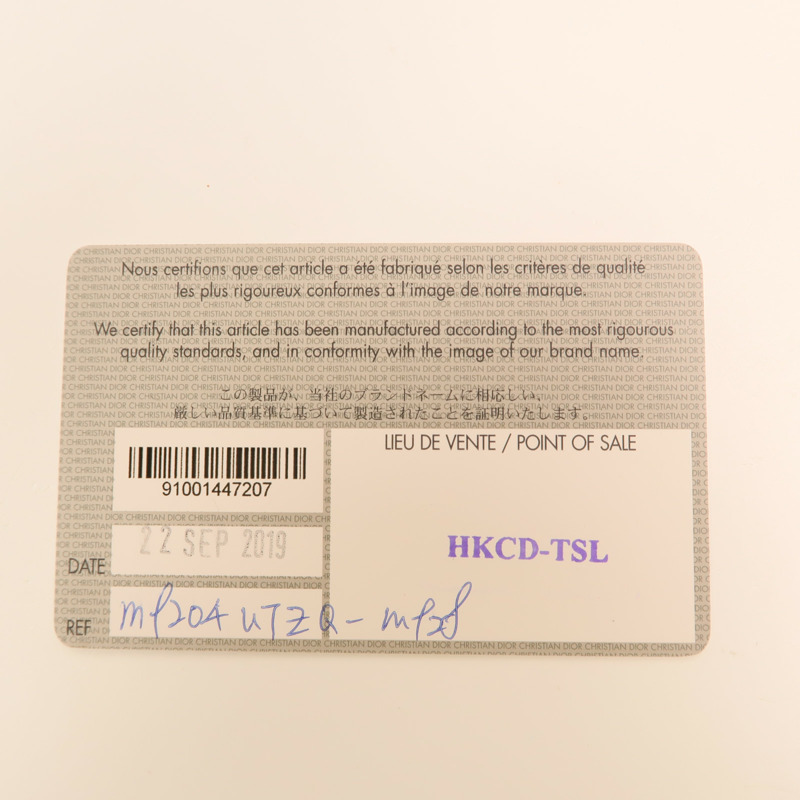 Nous certifions que cet article a été fabriqué selon les critères de qualité
les plus rigoureux conformes à l'image de notre marque.
We certify that this article has been manufactured according to the most rigourous
quality standards, and in conformity with the image of our brand name.
この製品が、当社のブランドネームに相応しい、
厳しい品質基準に基づいて製造されたことを証明いたします。
LIEU DE VENTE / POINT OF SALE
91001447207
DATE 22 SEP 2019
HKCD-TSL
REF